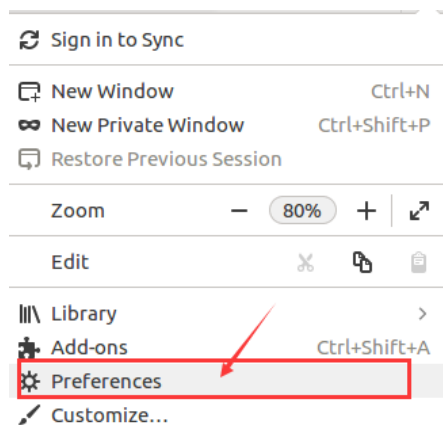 Sign in to Sync
New Window Ctrl+N
New Private Window Ctrl+Shift+P
Restore Previous Session
Zoom − 80% +
Edit
Library >
Add-ons Ctrl+Shift+A
Preferences
Customize...